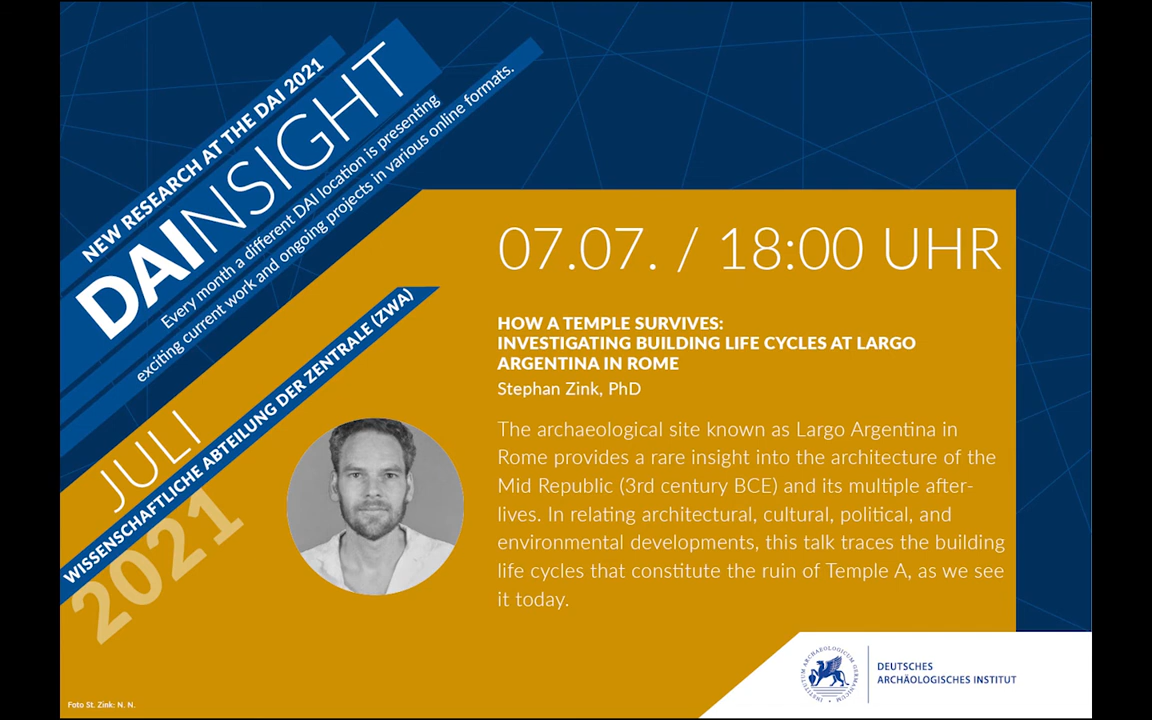 NEW RESEARCH AT THE DAI 2021
DAINSIGHT
Every month a different DAI location is presenting
exciting current work and ongoing projects in various online formats.
JULI
WISSENSCHAFTLICHE ABTEILUNG DER ZENTRALE (ZWA)
2021
07.07. / 18:00 UHR
HOW A TEMPLE SURVIVES:
INVESTIGATING BUILDING LIFE CYCLES AT LARGO
ARGENTINA IN ROME
Stephan Zink, PhD
The archaeological site known as Largo Argentina in
Rome provides a rare insight into the architecture of the
Mid Republic (3rd century BCE) and its multiple after-
lives. In relating architectural, cultural, political, and
environmental developments, this talk traces the building
life cycles that constitute the ruin of Temple A, as we see
it today.
INSTITUTUM ARCHAEOLOGICUM GERMANICUM
DEUTSCHES
ARCHÄOLOGISCHES INSTITUT
Foto St. Zink: N. N.